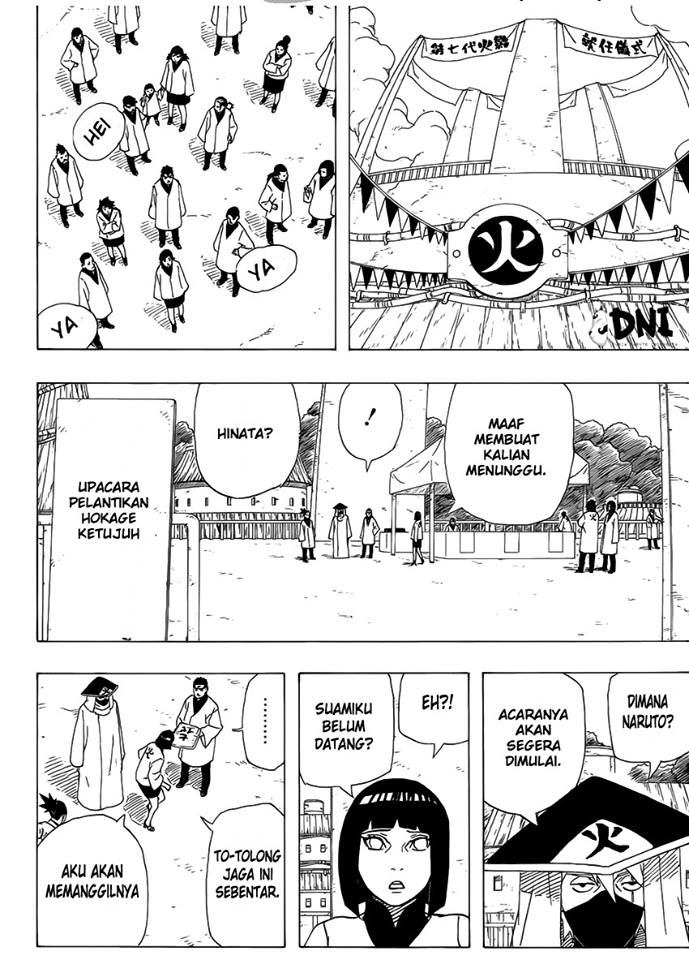 第七代火影
就任儀式
火
DNI
HEI
YA
YA
MAAF
MEMBUAT
KALIAN
MENUNGGU.
!
HINATA?
UPACARA
PELANTIKAN
HOKAGE
KETUJUH
DIMANA
NARUTO?
ACARANYA
AKAN
SEGERA
DIMULAI.
火
EH?!
SUAMIKU
BELUM
DATANG?
.........
TO-TOLONG
JAGA INI
SEBENTAR.
AKU AKAN
MEMANGGILNYA